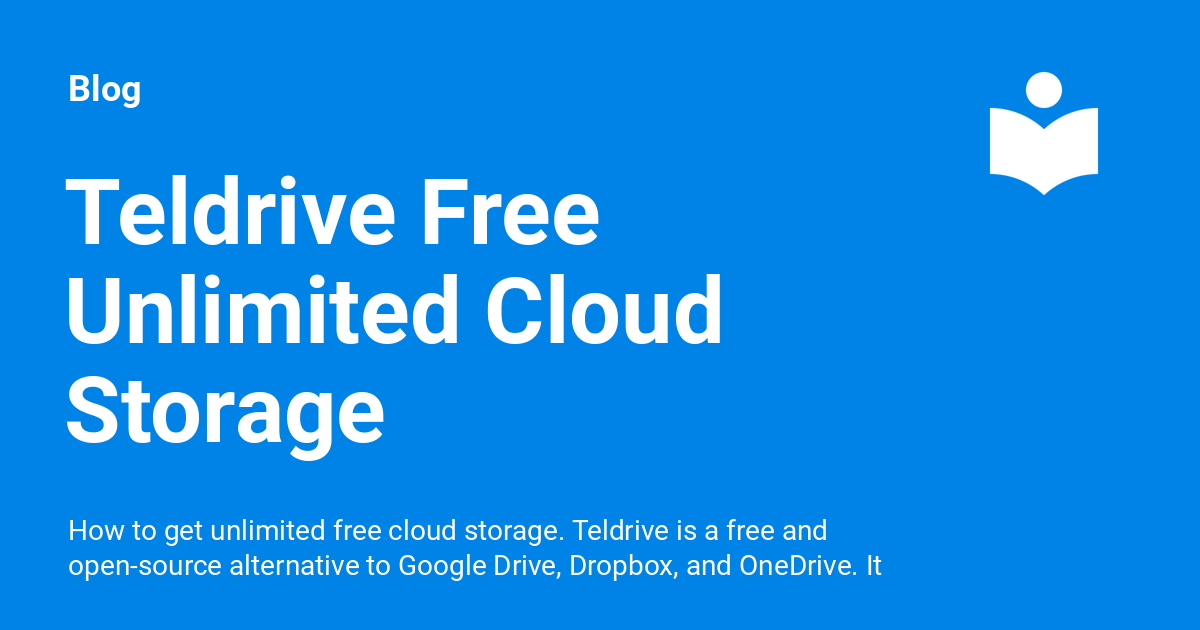 Blog
Teldrive Free
Unlimited Cloud
Storage
How to get unlimited free cloud storage. Teldrive is a free and
open-source alternative to Google Drive, Dropbox, and OneDrive. It